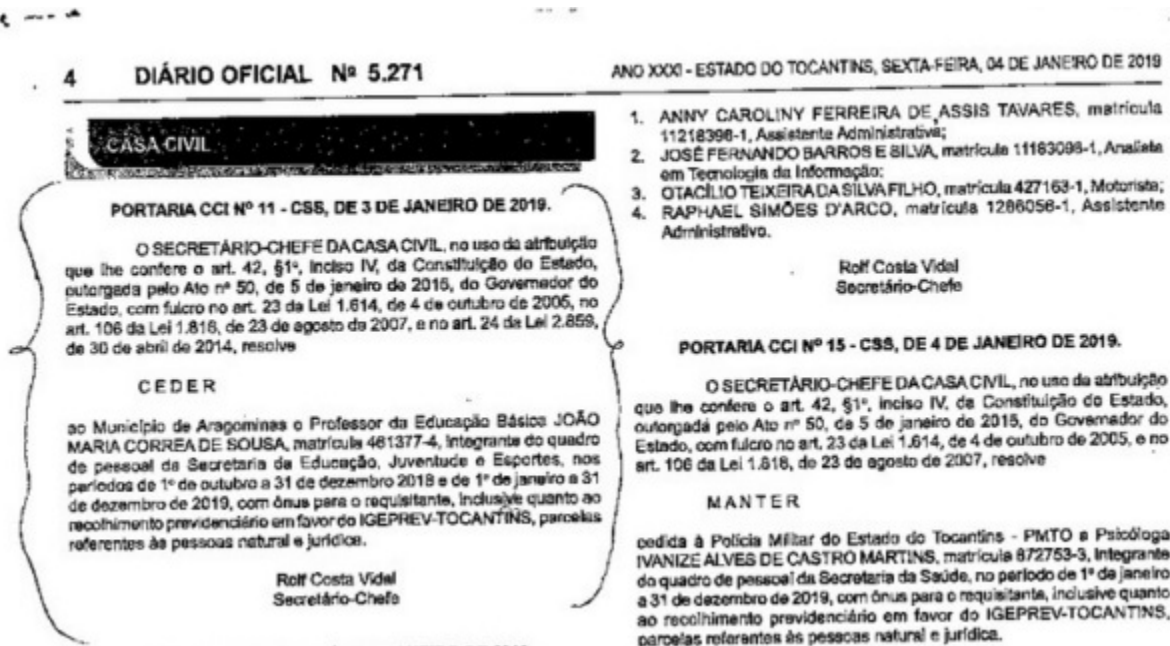 4 DIÁRIO OFICIAL Nº 5.271
ANO XXXI - ESTADO DO TOCANTINS, SEXTA-FEIRA, 04 DE JANEIRO DE 2019
CASA CIVIL
PORTARIA CCI Nº 11 - CSS, DE 3 DE JANEIRO DE 2019.
O SECRETÁRIO-CHEFE DA CASA CIVIL, no uso da atribuição
que lhe confere o art. 42, §1º, inciso IV, da Constituição do Estado,
outorgada pelo Ato nº 50, de 5 de janeiro de 2015, do Governador do
Estado, com fulcro no art. 23 da Lei 1.614, de 4 de outubro de 2005, no
art. 106 da Lei 1.818, de 23 de agosto de 2007, e no art. 24 da Lei 2.859,
de 30 de abril de 2014, resolve
CEDER
ao Município de Aragominas o Professor da Educação Básica JOÃO
MARIA CORREA DE SOUSA, matrícula 461377-4, integrante do quadro
de pessoal da Secretaria da Educação, Juventude e Esportes, nos
períodos de 1º de outubro a 31 de dezembro 2018 e de 1º de janeiro a 31
de dezembro de 2019, com ônus para o requisitante, inclusive quanto ao
recolhimento previdenciário em favor do IGEPREV-TOCANTINS, parcelas
referentes às pessoas natural e jurídica.
Rolf Costa Vidal
Secretário-Chefe
1. ANNY CAROLINY FERREIRA DE ASSIS TAVARES, matrícula
11218398-1, Assistente Administrativa;
2. JOSÉ FERNANDO BARROS E SILVA, matrícula 11183098-1, Analista
em Tecnologia da Informação;
3. OTACÍLIO TEIXEIRA DA SILVA FILHO, matrícula 427163-1, Motorista;
4. RAPHAEL SIMÕES D'ARCO, matrícula 1286056-1, Assistente
Administrativo.
Rolf Costa Vidal
Secretário-Chefe
PORTARIA CCI Nº 15 - CSS, DE 4 DE JANEIRO DE 2019.
O SECRETÁRIO-CHEFE DA CASA CIVIL, no uso da atribuição
que lhe confere o art. 42, §1º, inciso IV, da Constituição do Estado,
outorgada pelo Ato nº 50, de 5 de janeiro de 2015, do Governador do
Estado, com fulcro no art. 23 da Lei 1.614, de 4 de outubro de 2005, e no
art. 106 da Lei 1.818, de 23 de agosto de 2007, resolve
MANTER
cedida à Polícia Militar do Estado do Tocantins - PMTO a Psicóloga
IVANIZE ALVES DE CASTRO MARTINS, matrícula 872753-3, integrante
do quadro de pessoal da Secretaria da Saúde, no período de 1º de janeiro
a 31 de dezembro de 2019, com ônus para o requisitante, inclusive quanto
ao recolhimento previdenciário em favor do IGEPREV-TOCANTINS,
parcelas referentes às pessoas natural e jurídica.